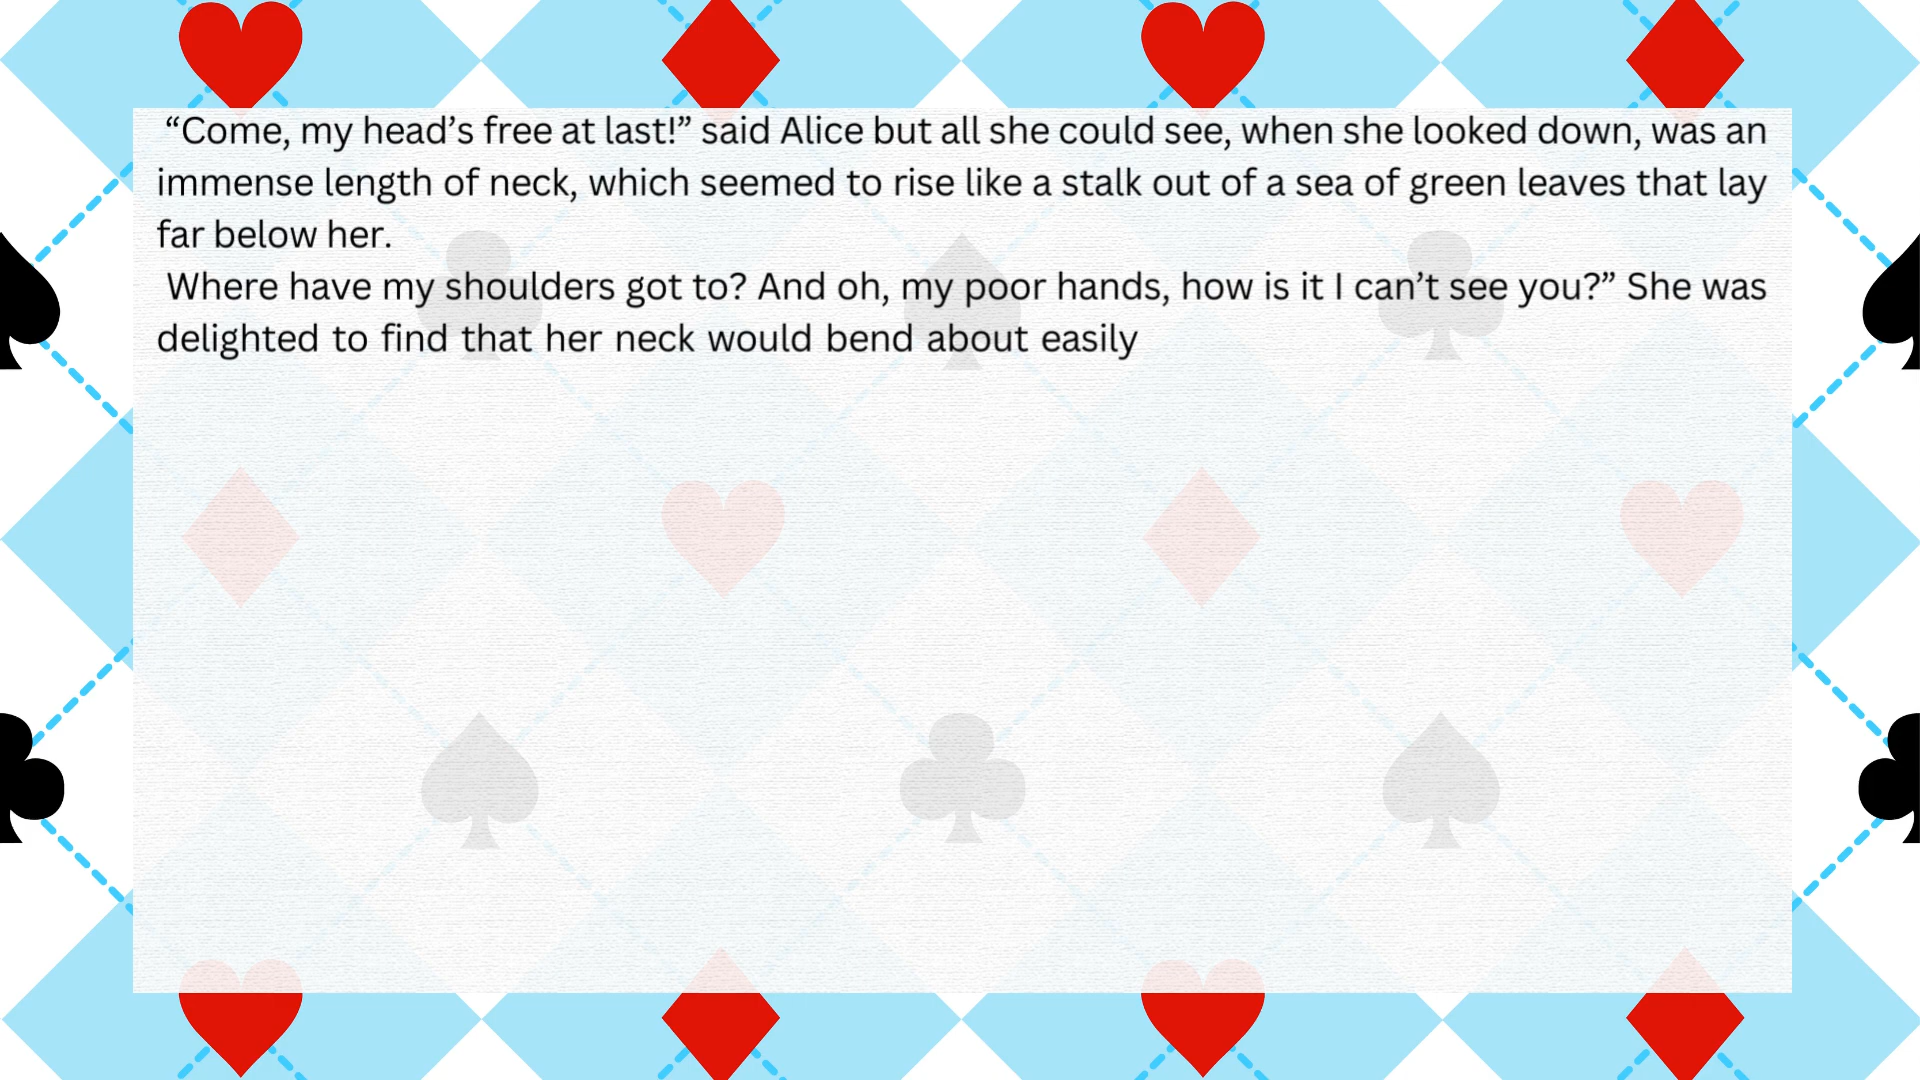 “Come, my head’s free at last!” said Alice but all she could see, when she looked down, was an
immense length of neck, which seemed to rise like a stalk out of a sea of green leaves that lay
far below her.
Where have my shoulders got to? And oh, my poor hands, how is it I can’t see you?” She was
delighted to find that her neck would bend about easily